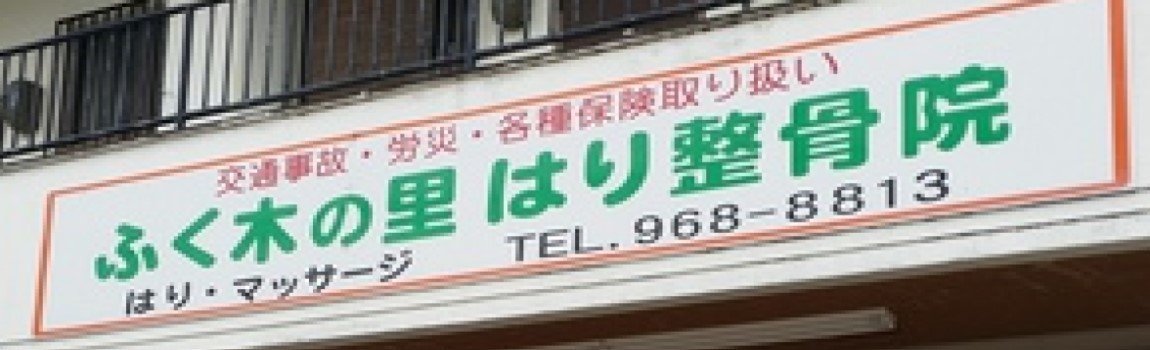 交通事故・労災・各種保険取り扱い
ふく木の里 はり整骨院
はり・マッサージ TEL.968-8813